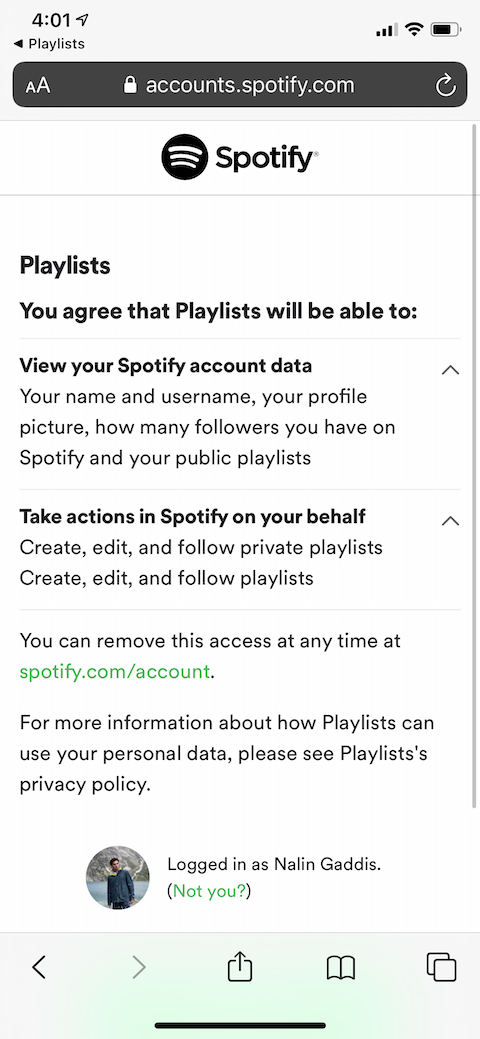 4:01
◀ Playlists
AA accounts.spotify.com
Spotify®
Playlists
You agree that Playlists will be able to:
View your Spotify account data
Your name and username, your profile
picture, how many followers you have on
Spotify and your public playlists
Take actions in Spotify on your behalf
Create, edit, and follow private playlists
Create, edit, and follow playlists
You can remove this access at any time at
spotify.com/account.
For more information about how Playlists can
use your personal data, please see Playlists's
privacy policy.
Logged in as Nalin Gaddis.
(Not you?)